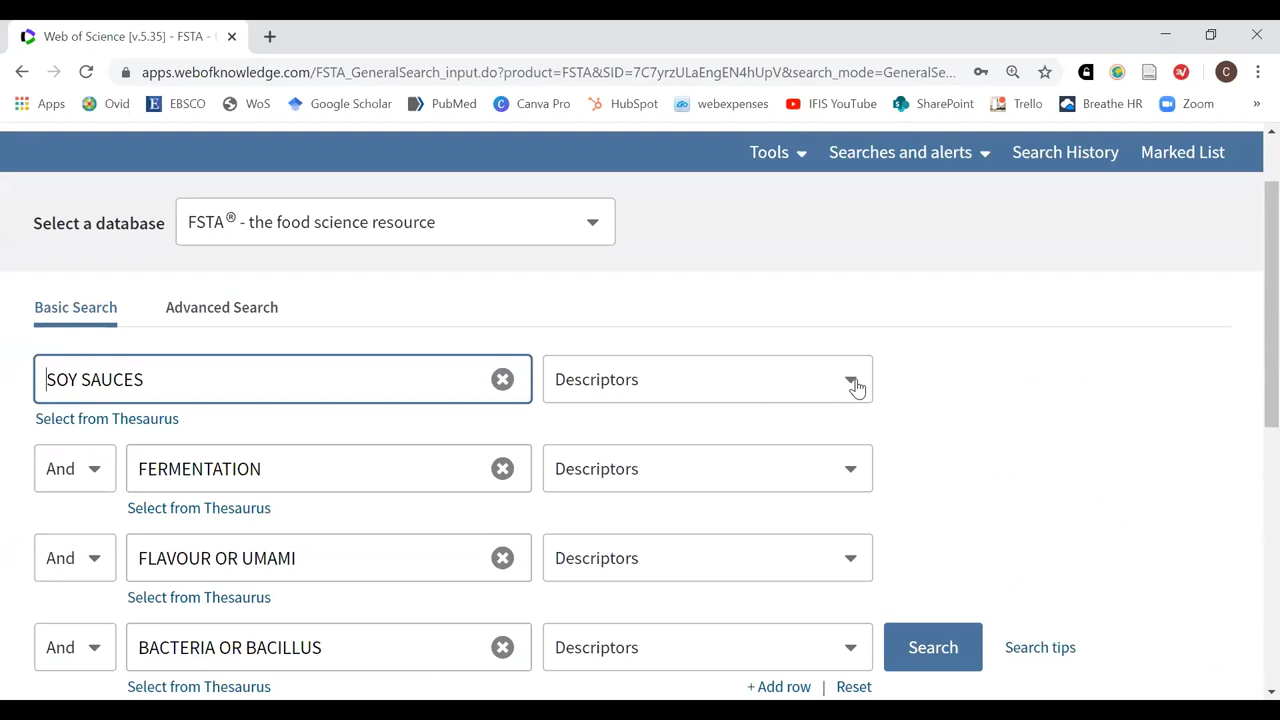 Web of Science [v.5.35] - FSTA -
apps.webofknowledge.com/FSTA_GeneralSearch_input.do?product=FSTA&SID=7C7yrzULaEngEN4hUpV&search_mode=GeneralSe...
C
Apps Ovid EBSCO WoS Google Scholar PubMed Canva Pro HubSpot webexpenses IFIS YouTube SharePoint Trello Breathe HR Zoom »
Tools Searches and alerts Search History Marked List
Select a database FSTA® - the food science resource
Basic Search Advanced Search
SOY SAUCES Descriptors
Select from Thesaurus
And FERMENTATION Descriptors
Select from Thesaurus
And FLAVOUR OR UMAMI Descriptors
Select from Thesaurus
And BACTERIA OR BACILLUS Descriptors Search Search tips
Select from Thesaurus + Add row | Reset